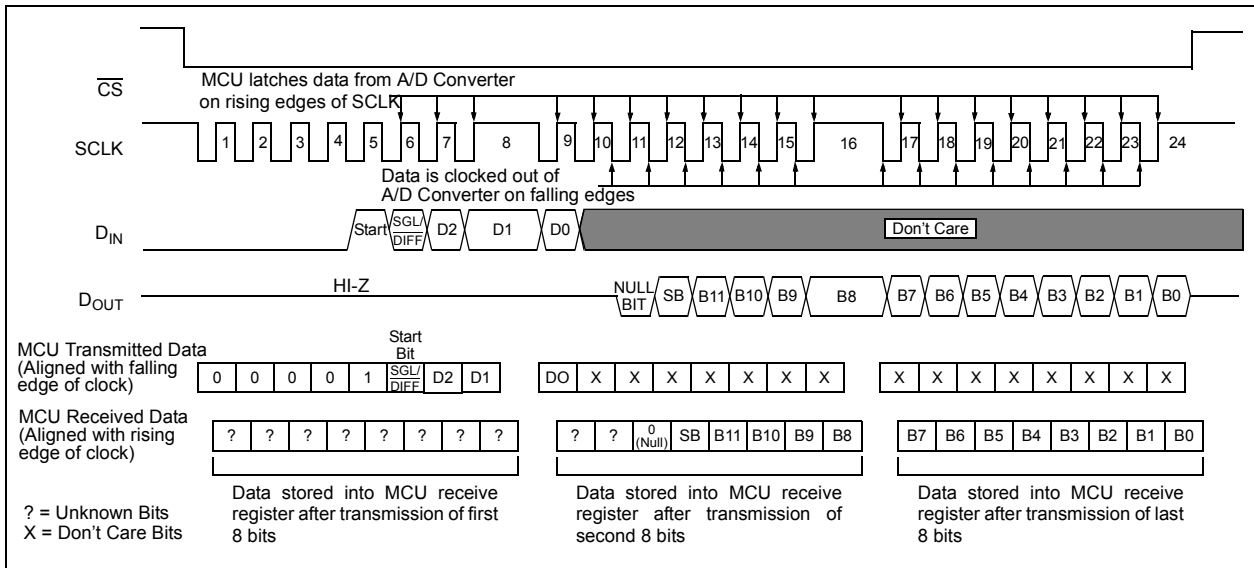 CS
MCU latches data from A/D Converter
on rising edges of SCLK
SCLK
1 2 3 4 5 6 7 8 9 10 11 12 13 14 15 16 17 18 19 20 21 22 23 24
Data is clocked out of
A/D Converter on falling edges
DIN
Start SGL/DIFF D2 D1 D0 Don't Care
DOUT
HI-Z
NULL BIT SB B11 B10 B9 B8 B7 B6 B5 B4 B3 B2 B1 B0
Start
Bit
MCU Transmitted Data
(Aligned with falling
edge of clock)
0 0 0 0 1 SGL/DIFF D2 D1 DO X X X X X X X X X X X X X X X
MCU Received Data
(Aligned with rising
edge of clock)
? ? ? ? ? ? ? ? ? ? 0 (Null) SB B11 B10 B9 B8 B7 B6 B5 B4 B3 B2 B1 B0
? = Unknown Bits
X = Don't Care Bits
Data stored into MCU receive
register after transmission of first
8 bits
Data stored into MCU receive
register after transmission of
second 8 bits
Data stored into MCU receive
register after transmission of last
8 bits